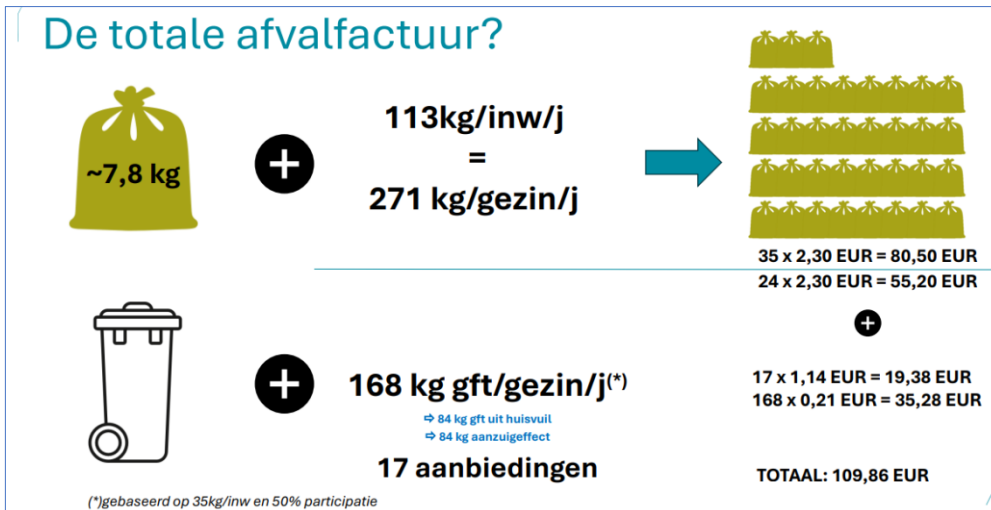 De totale afvalfactuur?
~7,8 kg
+
113kg/inw/j
=
271 kg/gezin/j
35 x 2,30 EUR = 80,50 EUR
24 x 2,30 EUR = 55,20 EUR
+
+
168 kg gft/gezin/j(*)
⇨ 84 kg gft uit huisvuil
⇨ 84 kg aanzuigeffect
17 aanbiedingen
17 x 1,14 EUR = 19,38 EUR
168 x 0,21 EUR = 35,28 EUR
TOTAAL: 109,86 EUR
(*)gebaseerd op 35kg/inw en 50% participatie